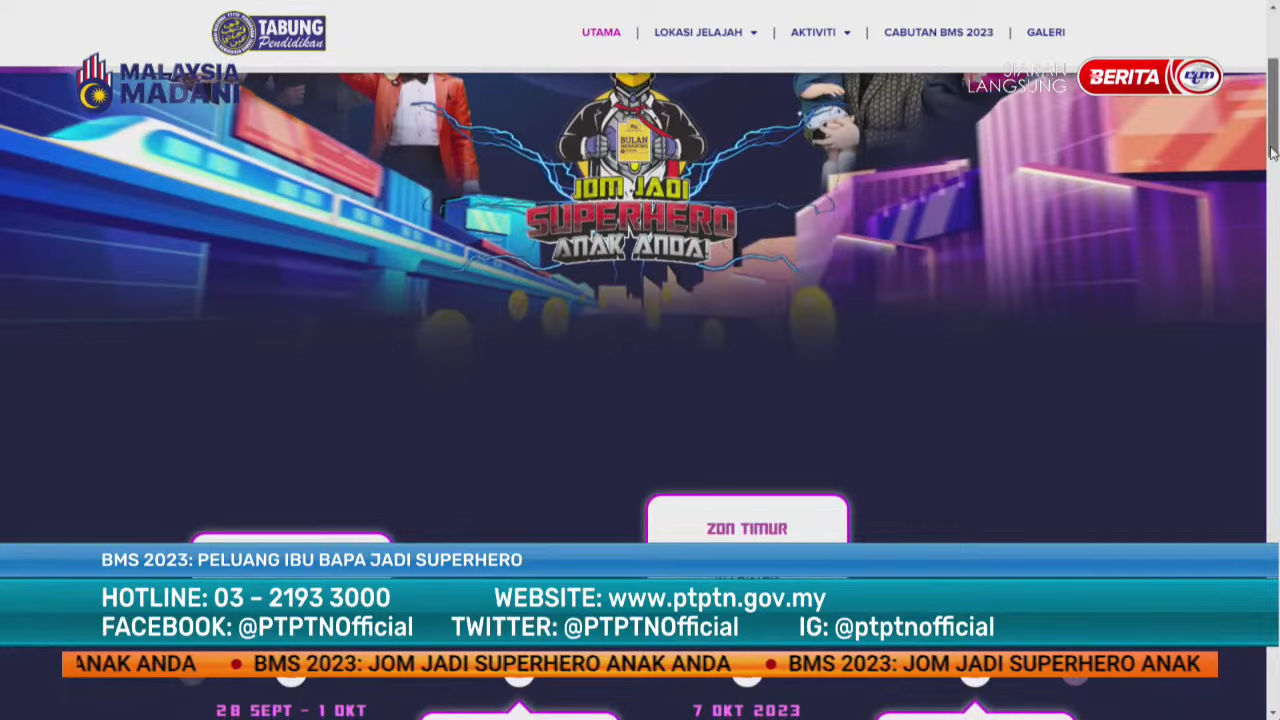 TABUNG
Pendidikan
UTAMA | LOKASI JELAJAH | AKTIVITI | CABUTAN BMS 2023 | GALERI
MALAYSIA
MADANI
SIARAN
LANGSUNG
BERITA
rtm
BULAN
MENABUNG
JOM JADI
SUPERHERO
ANAK ANDA!
ZON TIMUR
BMS 2023: PELUANG IBU BAPA JADI SUPERHERO
HOTLINE: 03 – 2193 3000 WEBSITE: www.ptptn.gov.my
FACEBOOK: @PTPTNOfficial TWITTER: @PTPTNOfficial IG: @ptptnofficial
ANAK ANDA • BMS 2023: JOM JADI SUPERHERO ANAK ANDA • BMS 2023: JOM JADI SUPERHERO ANAK
28 SEPT - 1 OKT
7 OKT 2023